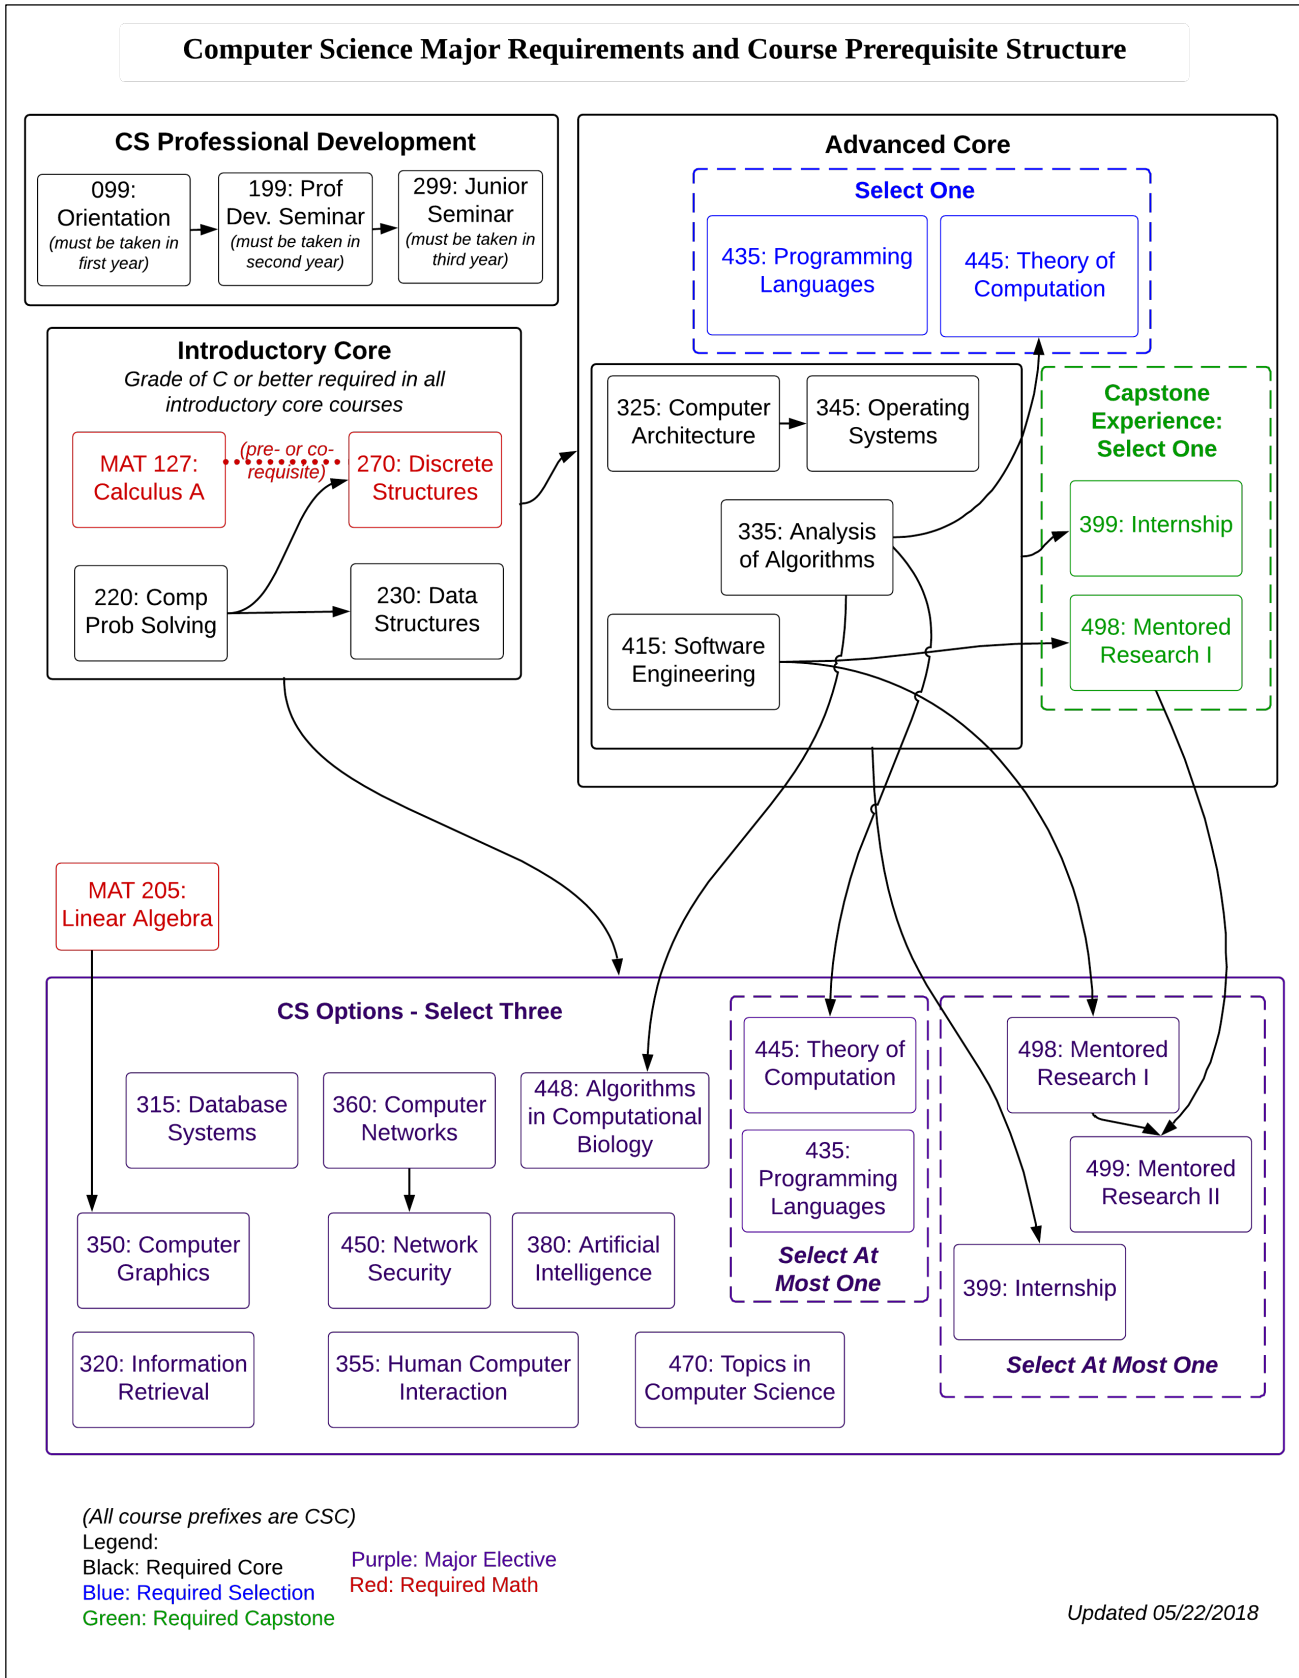 Computer Science Major Requirements and Course Prerequisite Structure
CS Professional Development
099:
Orientation
(must be taken in
first year)
199: Prof
Dev. Seminar
(must be taken in
second year)
299: Junior
Seminar
(must be taken in
third year)
Introductory Core
Grade of C or better required in all
introductory core courses
MAT 127:
Calculus A
(pre- or co-
requisite)
270: Discrete
Structures
220: Comp
Prob Solving
230: Data
Structures
Advanced Core
Select One
435: Programming
Languages
445: Theory of
Computation
325: Computer
Architecture
345: Operating
Systems
335: Analysis
of Algorithms
415: Software
Engineering
Capstone
Experience:
Select One
399: Internship
498: Mentored
Research I
MAT 205:
Linear Algebra
CS Options - Select Three
315: Database
Systems
360: Computer
Networks
448: Algorithms
in Computational
Biology
445: Theory of
Computation
435:
Programming
Languages
Select At
Most One
498: Mentored
Research I
499: Mentored
Research II
399: Internship
Select At Most One
350: Computer
Graphics
450: Network
Security
380: Artificial
Intelligence
320: Information
Retrieval
355: Human Computer
Interaction
470: Topics in
Computer Science
(All course prefixes are CSC)
Legend:
Black: Required Core
Blue: Required Selection
Green: Required Capstone
Purple: Major Elective
Red: Required Math
Updated 05/22/2018